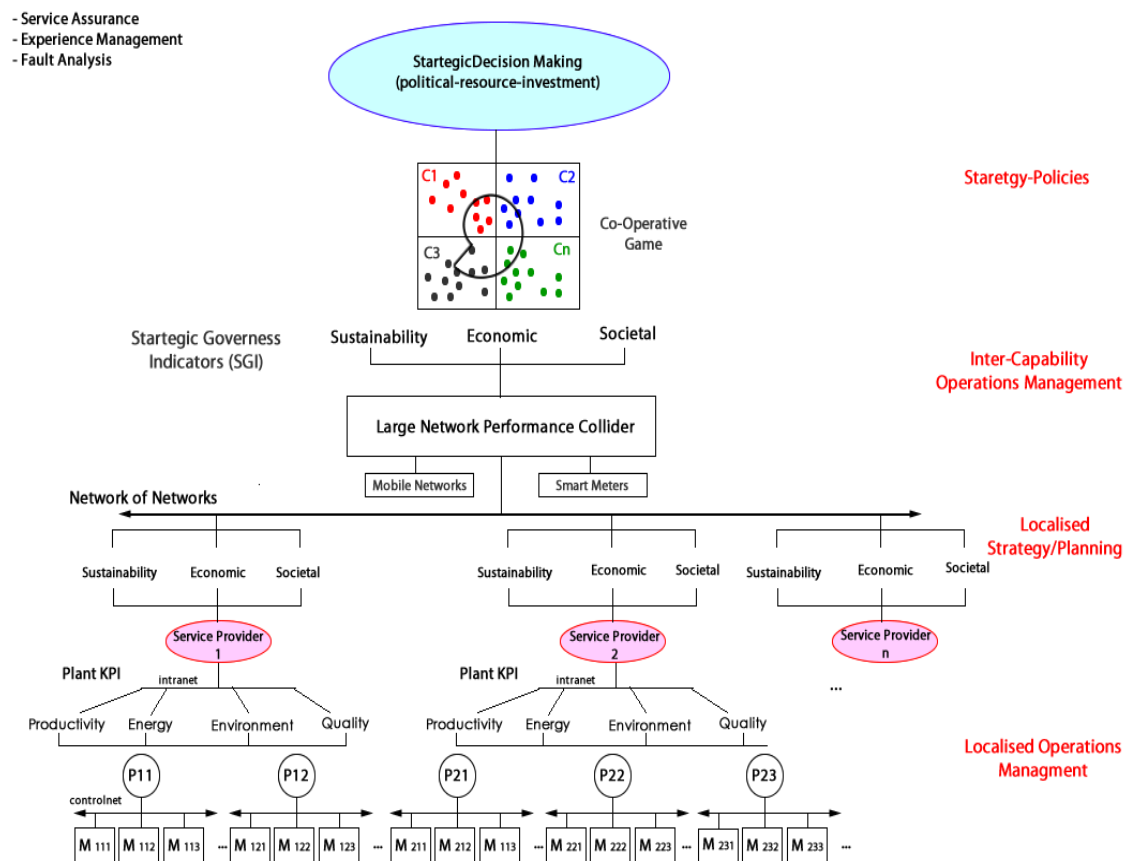 - Service Assurance
- Experience Management
- Fault Analysis
StartegicDecision Making
(political-resource-investment)
C1
C2
C3
Cn
Co-Operative
Game
Staretgy-Policies
Startegic Governess
Indicators (SGI)
Sustainability
Economic
Societal
Inter-Capability
Operations Management
Large Network Performance Collider
Mobile Networks
Smart Meters
Network of Networks
Localised
Strategy/Planning
Sustainability
Economic
Societal
Sustainability
Economic
Societal
Sustainability
Economic
Societal
Service Provider
1
Service Provider
2
Service Provider
n
Plant KPI
intranet
Plant KPI
intranet
...
Productivity
Energy
Environment
Quality
Productivity
Energy
Environment
Quality
Localised Operations
Managment
P11
P12
P21
P22
P23
controlnet
M 111
M 112
M 113
...
M 121
M 122
M 123
...
M 211
M 212
M 113
...
M 221
M 222
M 223
...
M 231
M 232
M 233
...